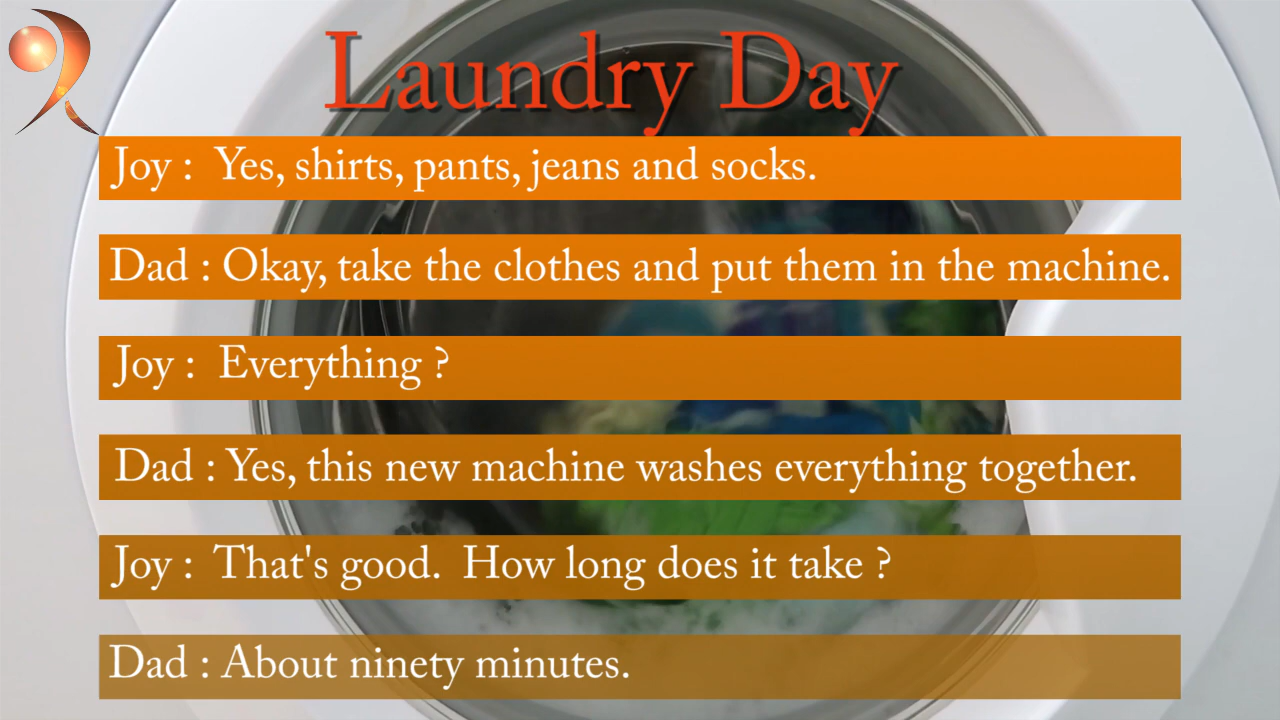 Laundry Day
Joy : Yes, shirts, pants, jeans and socks.
Dad : Okay, take the clothes and put them in the machine.
Joy : Everything ?
Dad : Yes, this new machine washes everything together.
Joy : That's good. How long does it take ?
Dad : About ninety minutes.